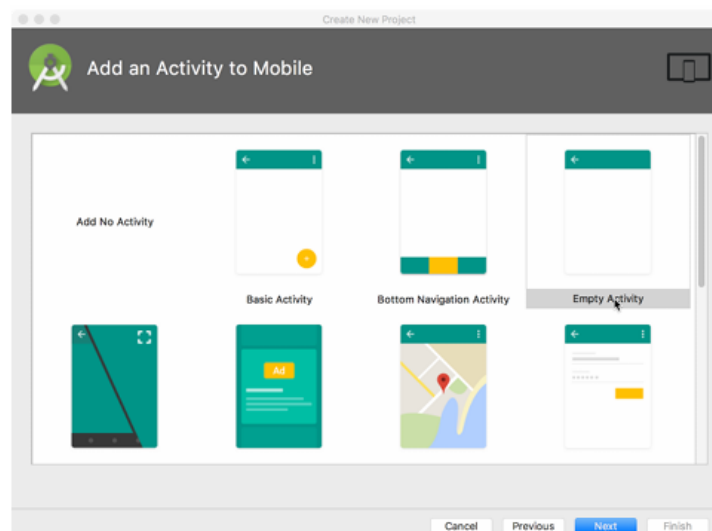 Create New Project
Add an Activity to Mobile
Add No Activity
Basic Activity
Bottom Navigation Activity
Empty Activity
Ad
Cancel
Previous
Next
Finish